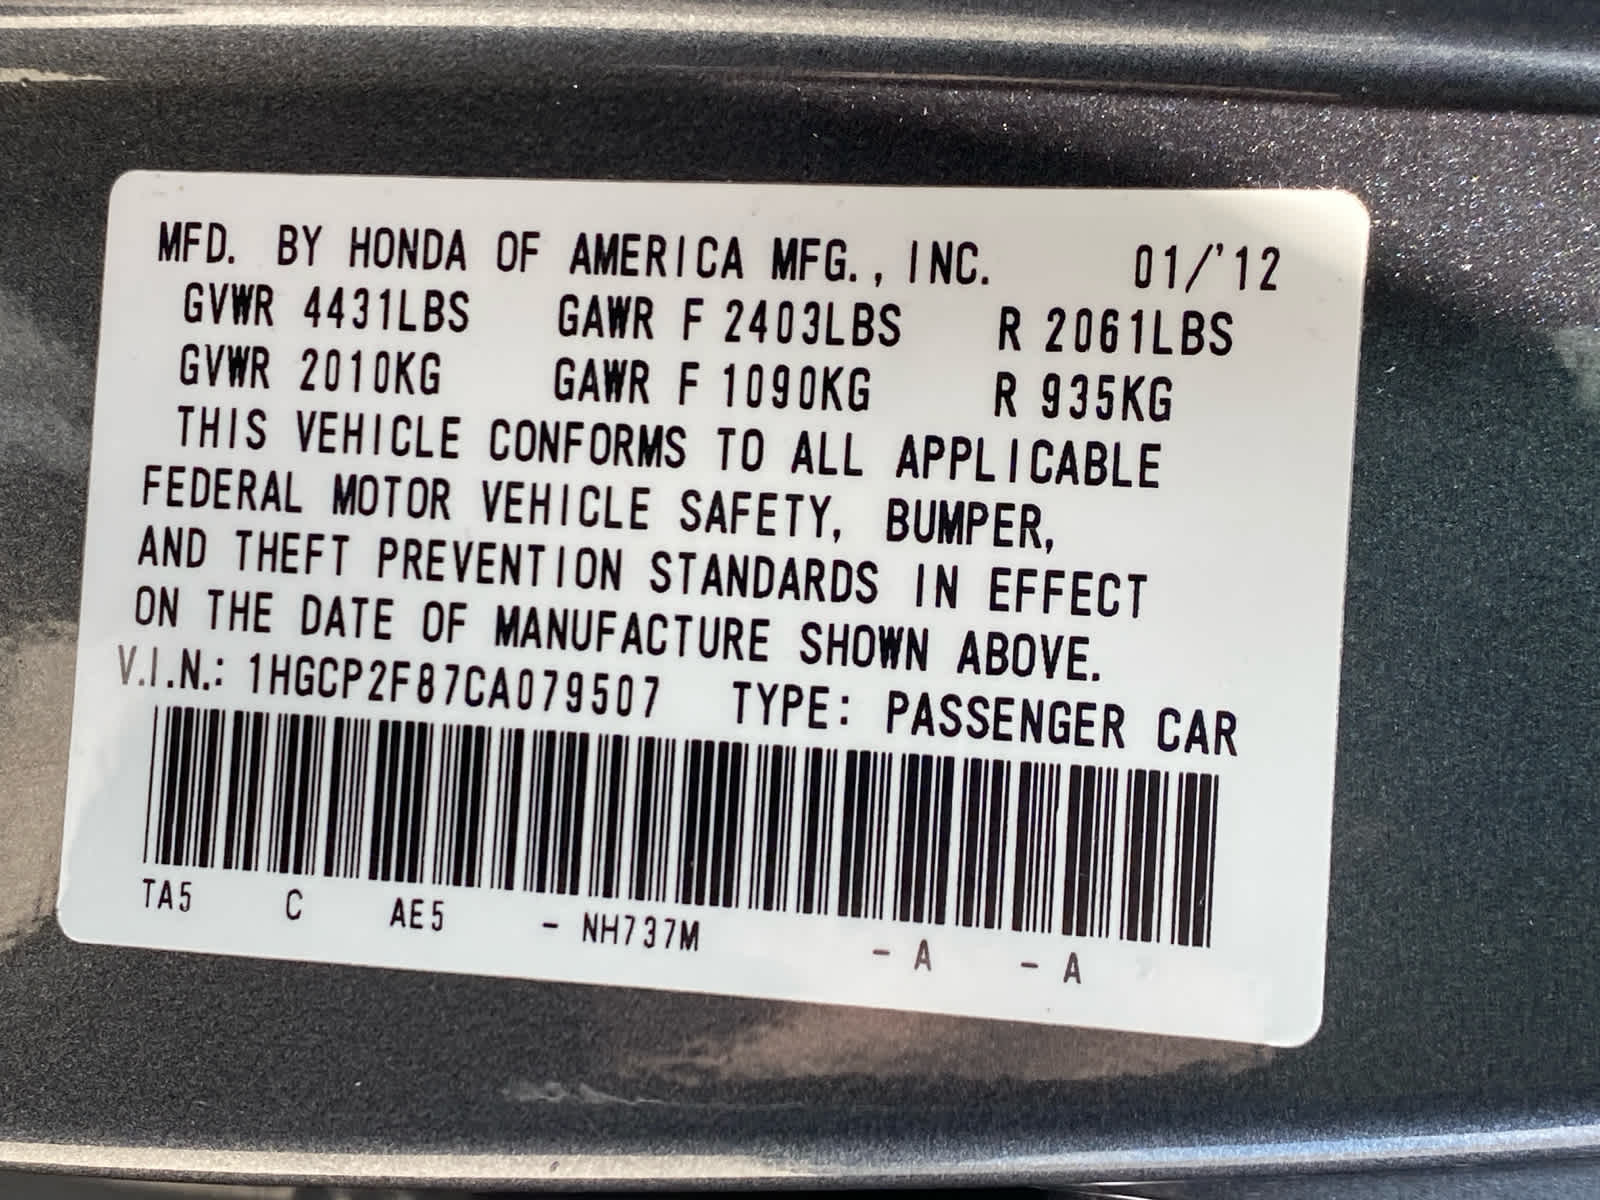 MFD. BY HONDA OF AMERICA MFG., INC. 01/'12
GVWR 4431LBS GAWR F 2403LBS R 2061LBS
GVWR 2010KG GAWR F 1090KG R 935KG
THIS VEHICLE CONFORMS TO ALL APPLICABLE
FEDERAL MOTOR VEHICLE SAFETY, BUMPER,
AND THEFT PREVENTION STANDARDS IN EFFECT
ON THE DATE OF MANUFACTURE SHOWN ABOVE.
V.I.N.: 1HGCP2F87CA079507 TYPE: PASSENGER CAR
TA5 C AE5 - NH737M - A - A